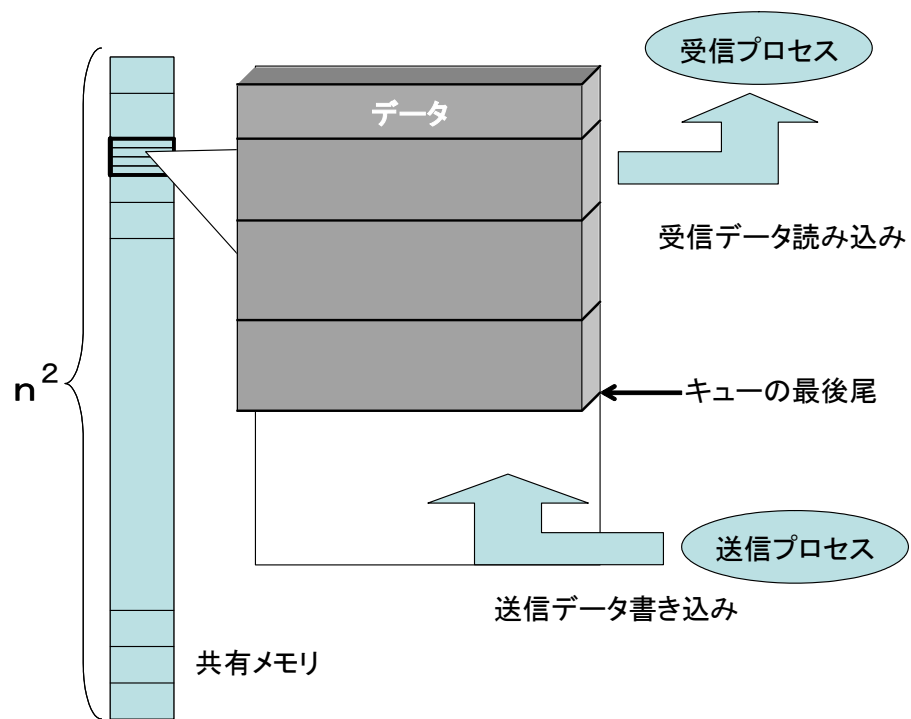 受信プロセス
データ
受信データ読み込み
n²
キューの最後尾
送信プロセス
送信データ書き込み
共有メモリ